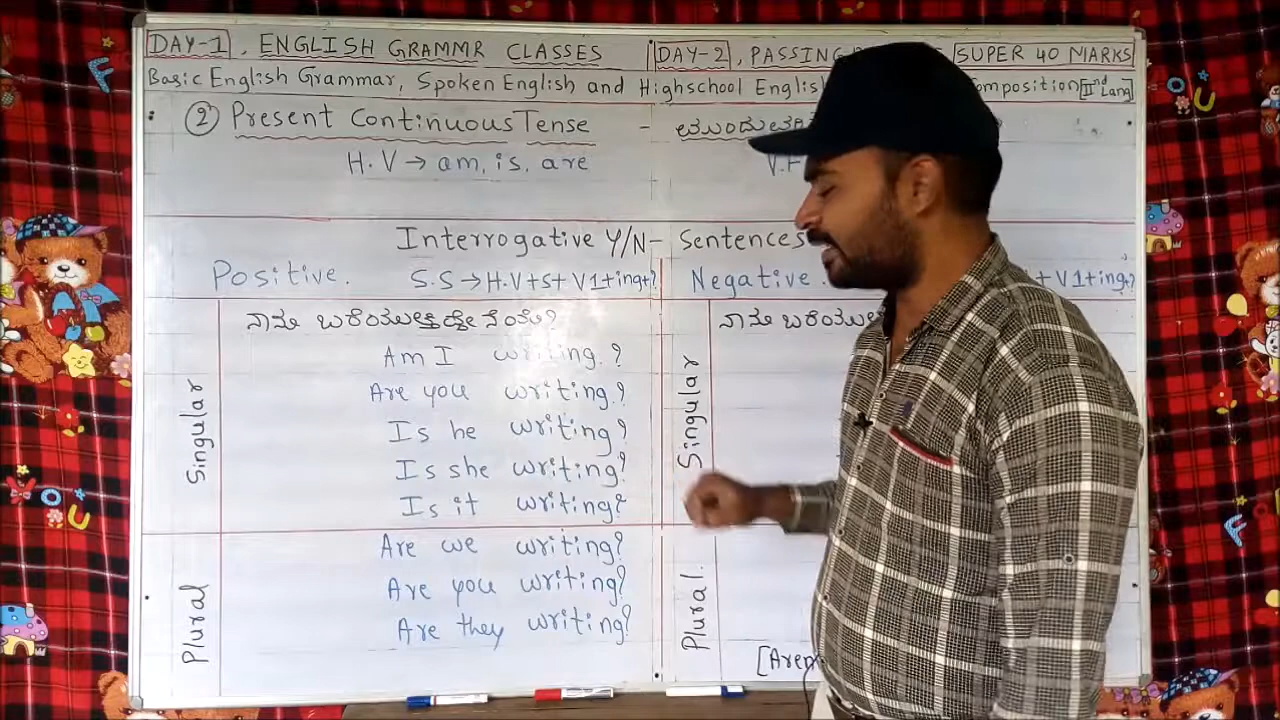 DAY-1, ENGLISH GRAMMR CLASSES DAY-2, PASSING SUPER 40 MARKS
Basic English Grammar, Spoken English and Highschool English Composition [IInd Lang]
② Present Continuous Tense -
H.V → am, is, are
Interrogative Y/N - Sentences
Positive. S.S → H.V + S + V1 + ing + ? Negative. + V1 + ing + ?
Singular
Am I writing.?
Are you writing.?
Is he writing?
Is she writing?
Is it writing?
Singular
Plural
Are we writing?
Are you writing?
Are they writing?
Plural.